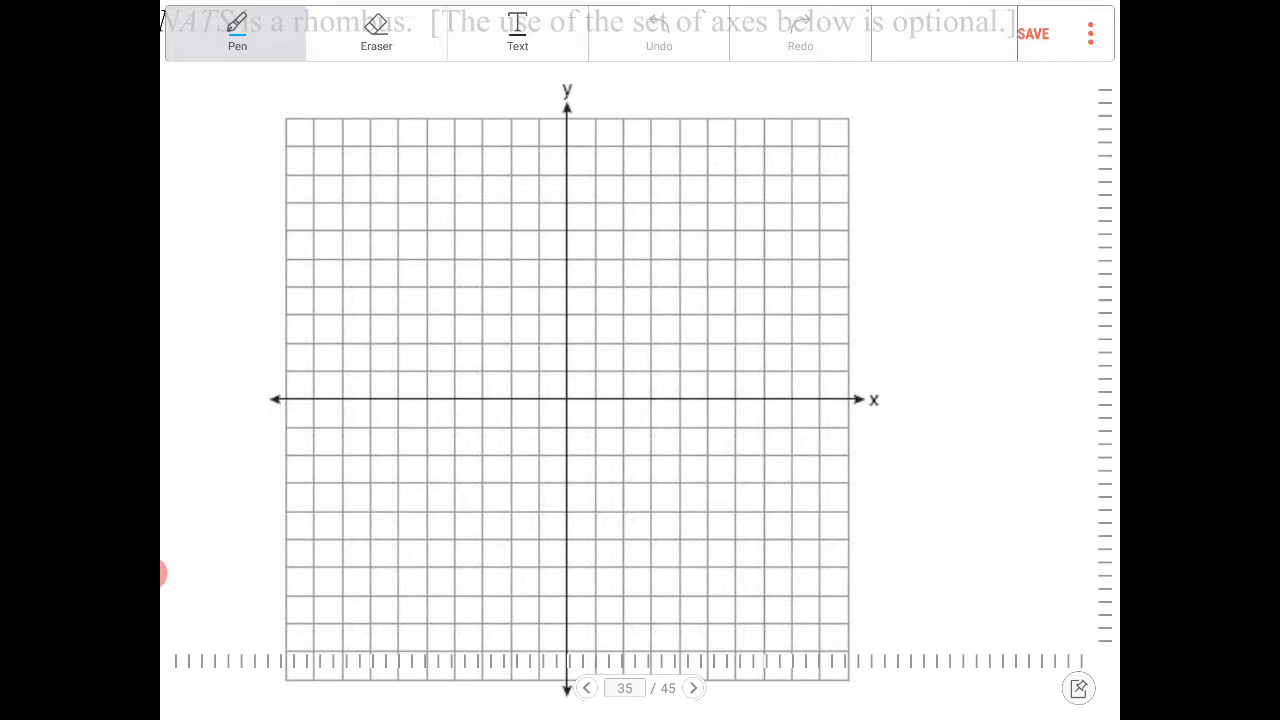 NATS is a rhombus. [The use of the set of axes below is optional.]
Pen
Eraser
Text
Undo
Redo
SAVE
y
x
35 / 45